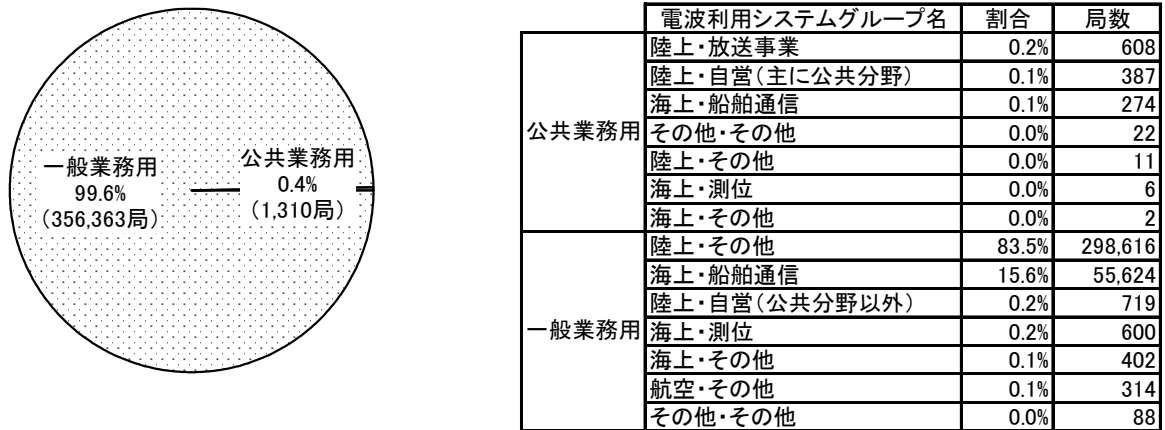 一般業務用
99.6%
(356,363局)
公共業務用
0.4%
(1,310局)
電波利用システムグループ名 割合 局数
公共業務用
陸上・放送事業 0.2% 608
陸上・自営(主に公共分野) 0.1% 387
海上・船舶通信 0.1% 274
その他・その他 0.0% 22
陸上・その他 0.0% 11
海上・測位 0.0% 6
海上・その他 0.0% 2
一般業務用
陸上・その他 83.5% 298,616
海上・船舶通信 15.6% 55,624
陸上・自営(公共分野以外) 0.2% 719
海上・測位 0.2% 600
海上・その他 0.1% 402
航空・その他 0.1% 314
その他・その他 0.0% 88